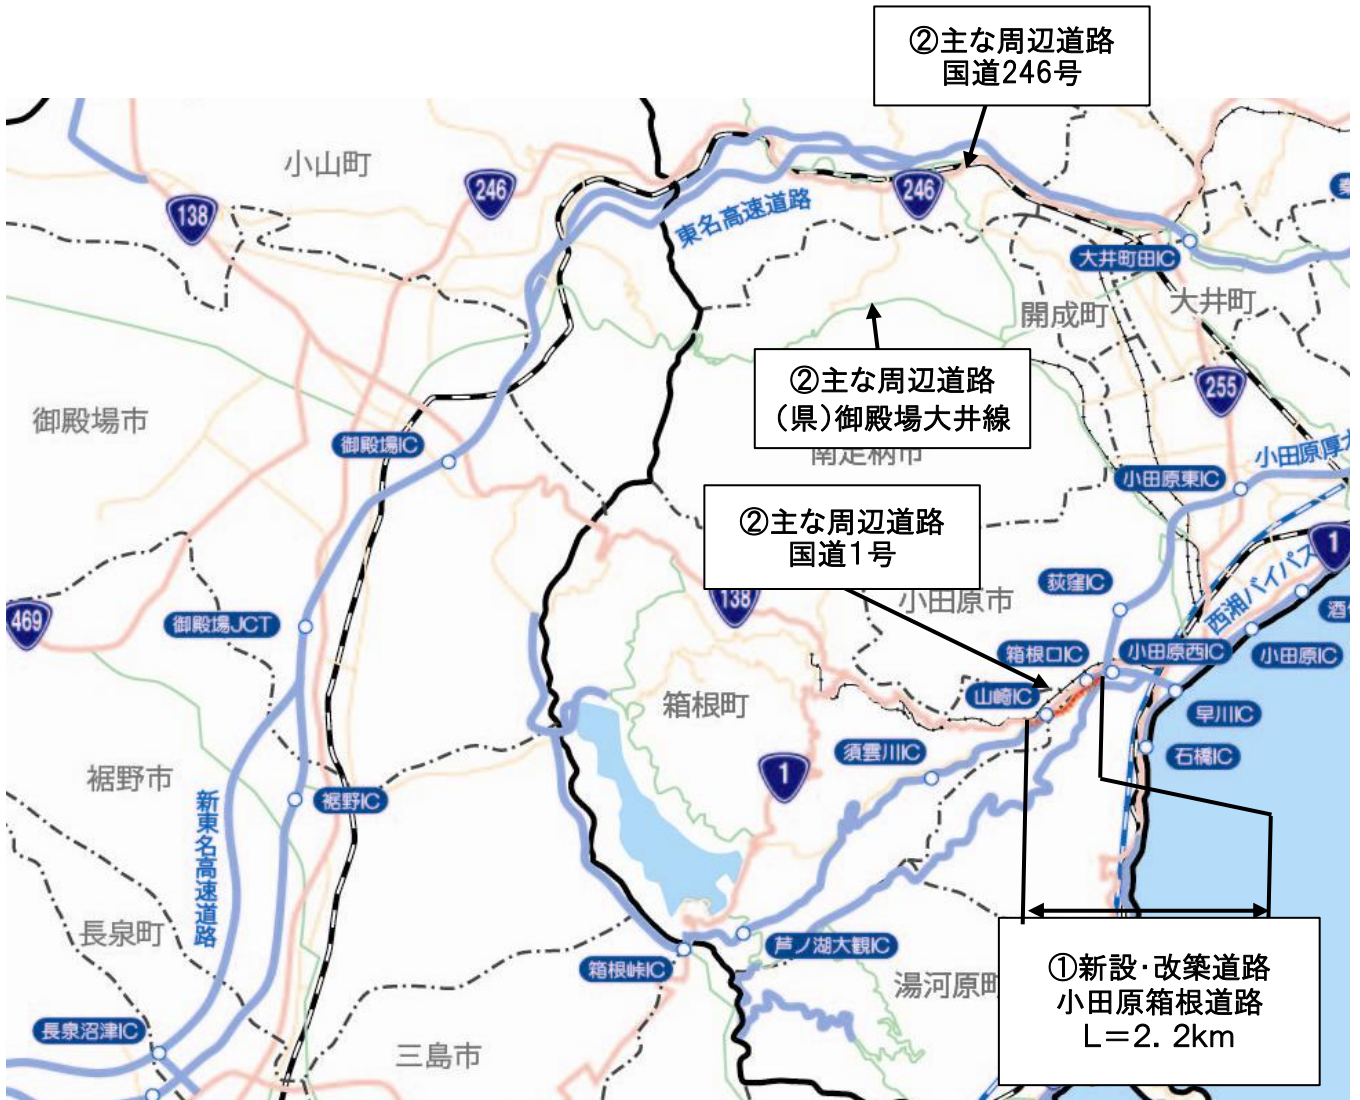 ②主な周辺道路
国道246号
小山町
246
138
東名高速道路
246
大井町田IC
開成町
大井町
②主な周辺道路
（県）御殿場大井線
255
御殿場市
御殿場IC
南足柄市
小田原東IC
小田原厚木
②主な周辺道路
国道1号
1
西湘バイパス
荻窪IC
138
小田原市
469
御殿場JCT
箱根口IC
小田原西IC
小田原IC
山崎IC
箱根町
早川IC
須雲川IC
石橋IC
1
裾野市
裾野IC
新東名高速道路
長泉町
芦ノ湖大観IC
箱根峠IC
湯河原町
①新設・改築道路
小田原箱根道路
L＝2．2km
長泉沼津IC
三島市